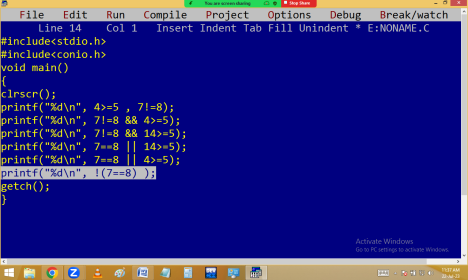 You are screen sharing Stop Share
File Edit Run Compile Project Options Debug Break/watch
Line 14 Col 1 Insert Indent Tab Fill Unindent * E:NONAME.C
#include<stdio.h>
#include<conio.h>
void main()
{
clrscr();
printf("%d\n", 4>=5 , 7!=8);
printf("%d\n", 7!=8 && 4>=5);
printf("%d\n", 7!=8 && 14>=5);
printf("%d\n", 7==8 || 14>=5);
printf("%d\n", 7==8 || 4>=5);
printf("%d\n", !(7==8) );
getch();
}
Activate Windows
Go to PC settings to activate Windows.